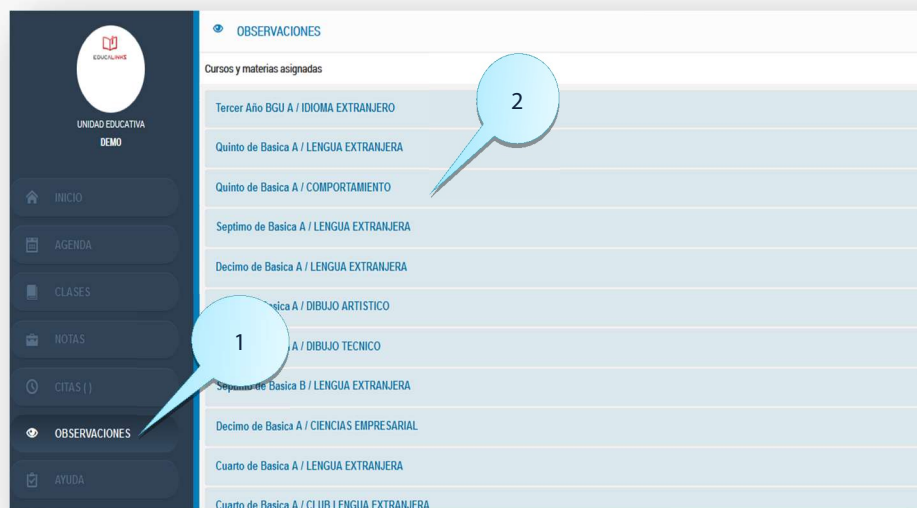 EDUCALINKS
UNIDAD EDUCATIVA
DEMO
INICIO
AGENDA
CLASES
NOTAS
CITAS ( )
OBSERVACIONES
AYUDA
OBSERVACIONES
Cursos y materias asignadas
Tercer Año BGU A / IDIOMA EXTRANJERO
Quinto de Basica A / LENGUA EXTRANJERA
Quinto de Basica A / COMPORTAMIENTO
Septimo de Basica A / LENGUA EXTRANJERA
Decimo de Basica A / LENGUA EXTRANJERA
A / DIBUJO ARTISTICO
A / DIBUJO TECNICO
Septimo de Basica B / LENGUA EXTRANJERA
Decimo de Basica A / CIENCIAS EMPRESARIAL
Cuarto de Basica A / LENGUA EXTRANJERA
Cuarto de Basica A / CLUB LENGUA EXTRANJERA
1
2